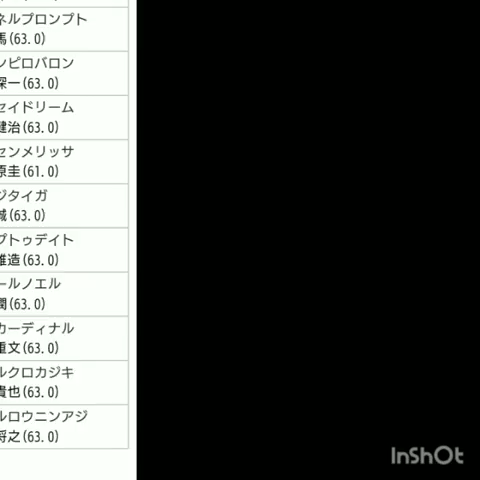 ネルプロンプト
馬(63.0)
ンピロバロン
深一(63.0)
セイドリーム
健治(63.0)
センメリッサ
原圭(61.0)
ジタイガ
誠(63.0)
プトゥデイト
雄造(63.0)
ールノエル
潤(63.0)
カーディナル
重文(63.0)
ルクロカジキ
貴也(63.0)
ルロウニンアジ
将之(63.0)
InShOt